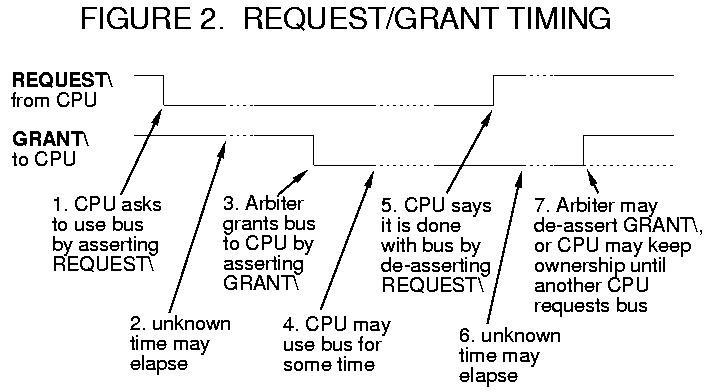 FIGURE 2. REQUEST/GRANT TIMING
REQUEST\
from CPU
GRANT\
to CPU
1. CPU asks
to use bus
by asserting
REQUEST\
2. unknown
time may
elapse
3. Arbiter
grants bus
to CPU by
asserting
GRANT\
4. CPU may
use bus for
some time
5. CPU says
it is done
with bus by
de-asserting
REQUEST\
6. unknown
time may
elapse
7. Arbiter may
de-assert GRANT\,
or CPU may keep
ownership until
another CPU
requests bus